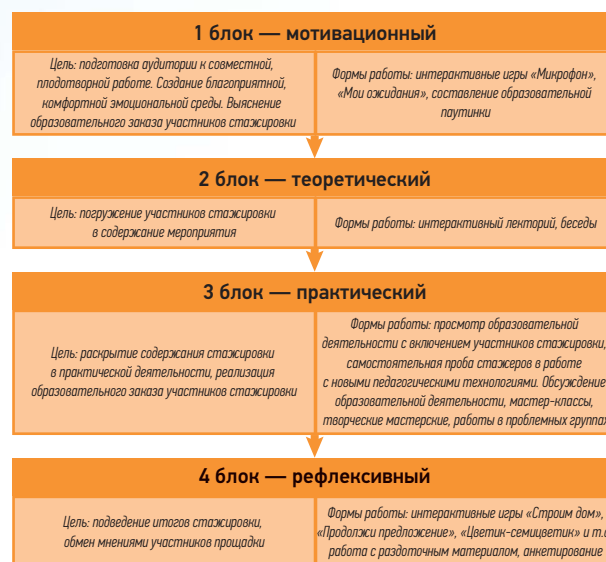 1 блок — мотивационный
Цель: подготовка аудитории к совместной,
плодотворной работе. Создание благоприятной,
комфортной эмоциональной среды. Выяснение
образовательного заказа участников стажировки
Формы работы: интерактивные игры «Микрофон»,
«Мои ожидания», составление образовательной
паутинки
2 блок — теоретический
Цель: погружение участников стажировки
в содержание мероприятия
Формы работы: интерактивный лекторий, беседы
3 блок — практический
Цель: раскрытие содержания стажировки
в практической деятельности, реализация
образовательного заказа участников стажировки
Формы работы: просмотр образовательной
деятельности с включением участников стажировки,
самостоятельная проба стажеров в работе
с новыми педагогическими технологиями. Обсуждение
образовательной деятельности, мастер-классы,
творческие мастерские, работы в проблемных группах
4 блок — рефлексивный
Цель: подведение итогов стажировки,
обмен мнениями участников прощадки
Формы работы: интерактивные игры «Строим дом»,
«Продолжи предложение», «Цветик-семицветик» и т.д.
работа с раздоточным материалом, анкетирование